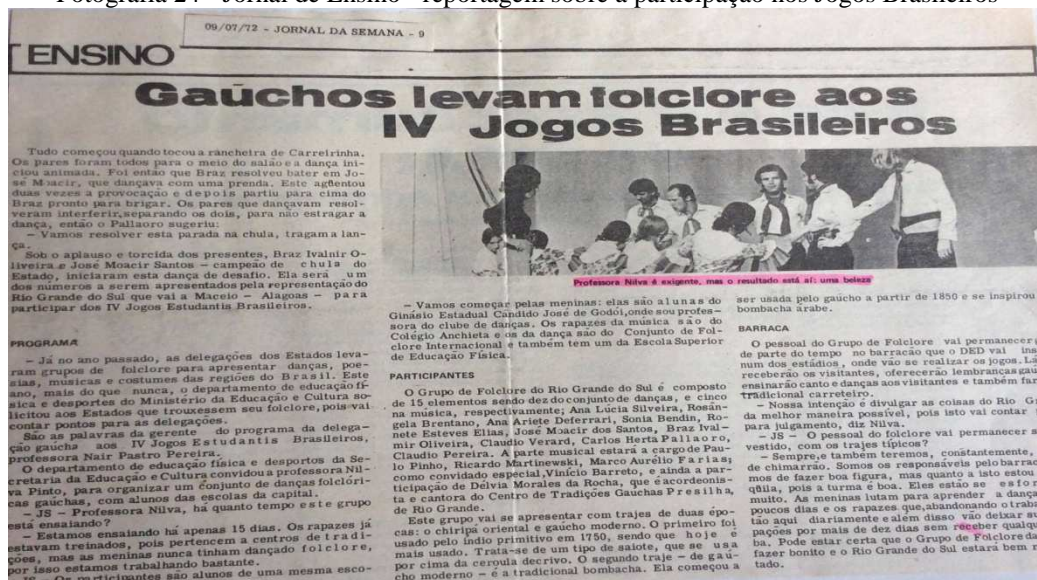 Fotografia 24 - Jornal de Ensino - reportagem sobre a participação nos Jogos Brasileiros
09/07/72 - JORNAL DA SEMANA - 9
ENSINO
Gaúchos levam folclore aos
IV Jogos Brasileiros
Tudo começou quando tocou a rancheira de Carreirinha.
Os pares foram todos para o meio do salão e a dança ini-
ciou animada. Foi então que Braz resolveu bater em Jo-
sé Moacir, que dançava com uma prenda. Este agüentou
duas vezes a provocação e depois partiu para cima do
Braz pronto para brigar. Os pares que dançavam resol-
veram interferir, separando os dois, para não estragar a
dança, então o Pallaoro sugeriu:
- Vamos resolver esta parada na chula, tragam a lan-
ça.
Sob o aplauso e torcida dos presentes, Braz Ivalnir O-
liveira e José Moacir Santos - campeão de chula do
Estado, iniciaram esta dança de desafio. Ela será um
dos números a serem apresentados pela representação do
Rio Grande do Sul que vai a Maceio - Alagoas - para
participar dos IV Jogos Estudantis Brasileiros.
PROGRAMA
- Já no ano passado, as delegações dos Estados leva-
ram grupos de folclore para apresentar danças, poe-
sias, músicas e costumes das regiões do Brasil. Este
ano, mais do que nunca, o departamento de educação fí-
sica e desportos do Ministério da Educação e Cultura so-
licitou aos Estados que trouxessem seu folclore, pois vai
contar pontos para as delegações.
São as palavras da gerente do programa da delega-
ção gaúcha aos IV Jogos Estudantis Brasileiros,
professora Nair Pastro Pereira.
O departamento de educação física e desportos da Se-
cretaria da Educação e Cultura convidou a professora Nil-
va Pinto, para organizar um conjunto de danças folclóri-
cas gaúchas, com alunos das escolas da capital.
- JS - Professora Nilva, há quanto tempo este grupo
está ensaiando?
- Estamos ensaiando há apenas 15 dias. Os rapazes já
estavam treinados, pois pertencem a centros de tradi-
ções, mas as meninas nunca tinham dançado folclore,
por isso estamos trabalhando bastante.
JS - Os participantes são alunos de uma mesma esco-
Professora Nilva é exigente, mas o resultado está aí: uma beleza
- Vamos começar pelas meninas: elas são alunas do
Ginásio Estadual Candido José de Godói, onde sou profes-
sora do clube de danças. Os rapazes da música são do
Colégio Anchieta e os da dança são do Conjunto de Fol-
clore Internacional e também tem um da Escola Superior
de Educação Física.
PARTICIPANTES
O Grupo de Folclore do Rio Grande do Sul é composto
de 15 elementos sendo dez do conjunto de danças, e cinco
na música, respectivamente; Ana Lúcia Silveira, Rosân-
gela Brentano, Ana Ariete Deferrari, Sonia Bendin, Ro-
nete Esteves Elias, José Moacir dos Santos, Braz Ival-
mir Oliveira, Claudio Verard, Carlos Herta Pallaoro,
Claudio Pereira. A parte musical estará a cargo de Pau-
lo Pinho, Ricardo Martinewski, Marco Aurélio Farias;
como convidado especial, Vinício Barreto, e ainda a par-
ticipação de Délvia Morales da Rocha, que é acordeonis-
ta e cantora do Centro de Tradições Gauchas Presilha,
de Rio Grande.
Este grupo vai se apresentar com trajes de duas épo-
cas: o chiripá oriental e gaúcho moderno. O primeiro foi
usado pelo índio primitivo em 1750, sendo que hoje é
mais usado. Trata-se de um tipo de saiote, que se usa
por cima da ceroula decrivo. O segundo traje - de gaú-
cho moderno - é a tradicional bombacha. Ela começou a
ser usada pelo gaúcho a partir de 1850 e se inspirou
bombacha árabe.
BARRACA
O pessoal do Grupo de Folclore vai permanecer
de parte do tempo no barracão que o DED vai ins
num dos estádios, onde vão se realizar os jogos. Lá
receberão os visitantes, oferecerão lembranças gaú
ensinarão canto e danças aos visitantes e também far
tradicional carreteiro.
- Nossa intenção é divulgar as coisas do Rio G
da melhor maneira possível, pois isto vai contar
para julgamento, diz Nilva.
- JS - O pessoal do folclore vai permanecer s
vestido, com os trajes típicos?
- Sempre, e também teremos, constantemente,
de chimarrão. Somos os responsáveis pelo barrac
mos de fazer boa figura, mas quanto a isto estou
qüila, pois a turma é boa. Eles estão se esfor
muito. As meninas lutam para aprender a dança
poucos dias e os rapazes que, abandonando o trab
tão aqui diariamente e alem disso vão deixar su
pações por mais de dez dias sem receber qualqu
ba. Pode estar certa que o Grupo de Folclore da
fazer bonito e o Rio Grande do Sul estará bem r
tado.